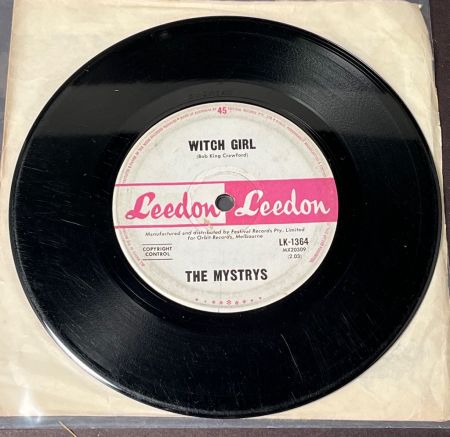 45
WITCH GIRL
(Bob King Crawford)
Leedon Leedon
Manufactured and distributed by Festival Records Pty. Limited
for Orbit Records, Melbourne
COPYRIGHT
CONTROL
LK-1364
MX20309
(2.03)
THE MYSTRYS